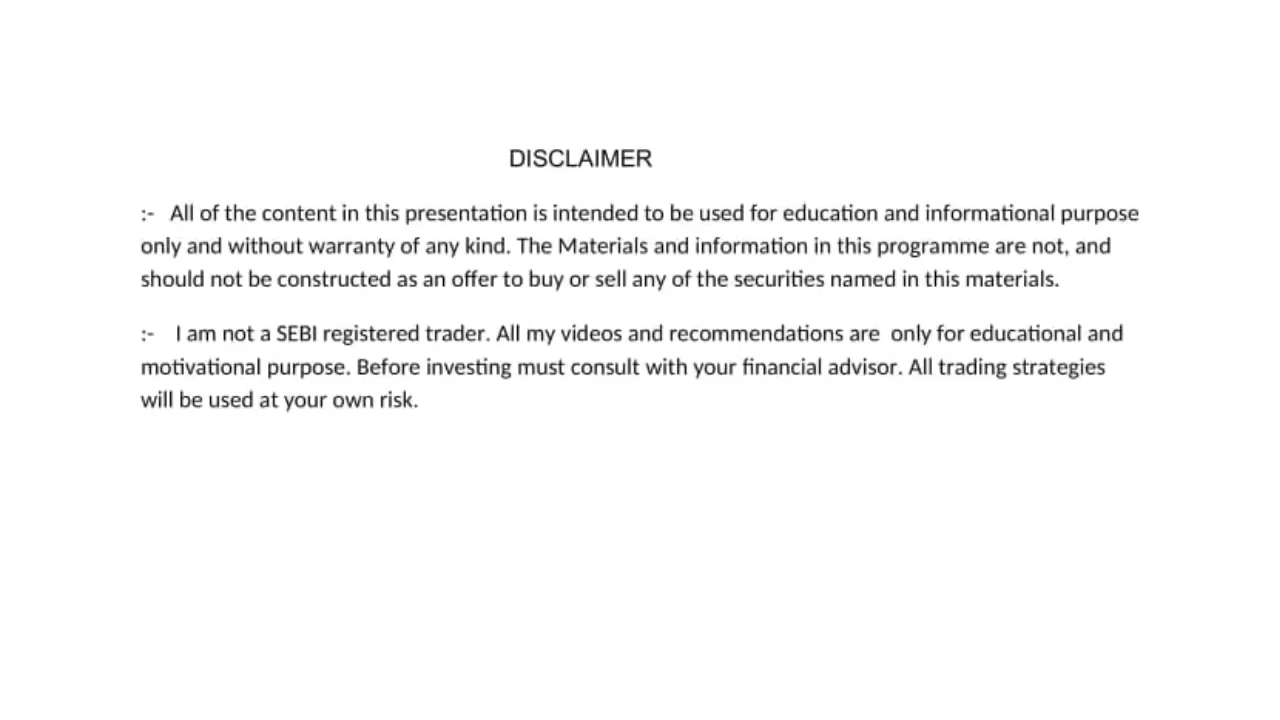 DISCLAIMER
:- All of the content in this presentation is intended to be used for education and informational purpose
only and without warranty of any kind. The Materials and information in this programme are not, and
should not be constructed as an offer to buy or sell any of the securities named in this materials.
:- I am not a SEBI registered trader. All my videos and recommendations are only for educational and
motivational purpose. Before investing must consult with your financial advisor. All trading strategies
will be used at your own risk.